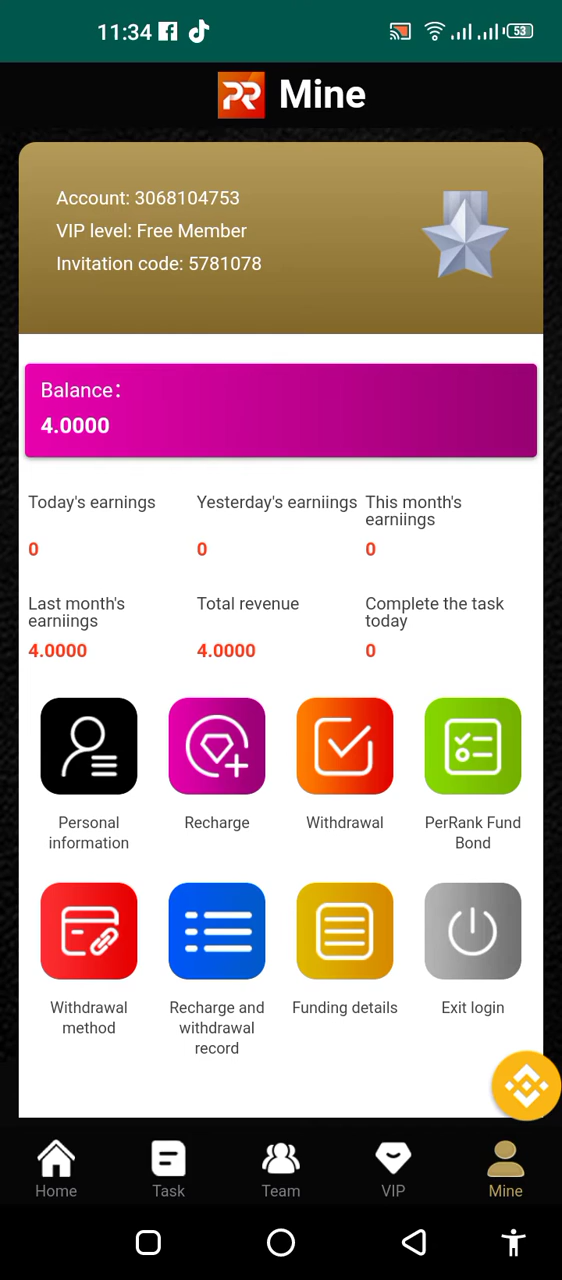 11:34
53
PR Mine
Account: 3068104753
VIP level: Free Member
Invitation code: 5781078
Balance：
4.0000
Today's earnings
Yesterday's earniings
This month's
earniings
0
0
0
Last month's
earniings
Total revenue
Complete the task
today
4.0000
4.0000
0
Personal
information
Recharge
Withdrawal
PerRank Fund
Bond
Withdrawal
method
Recharge and
withdrawal
record
Funding details
Exit login
Home
Task
Team
VIP
Mine